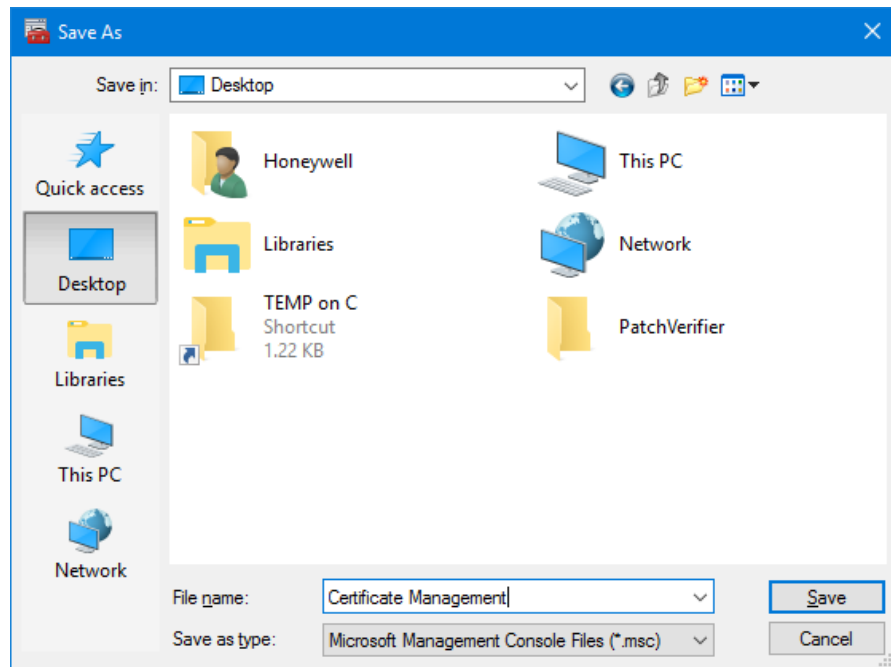 Save As
Save in: Desktop
Quick access
Desktop
Libraries
This PC
Network
Honeywell
This PC
Libraries
Network
TEMP on C
Shortcut
1.22 KB
PatchVerifier
File name: Certificate Management Save
Save as type: Microsoft Management Console Files (*.msc) Cancel